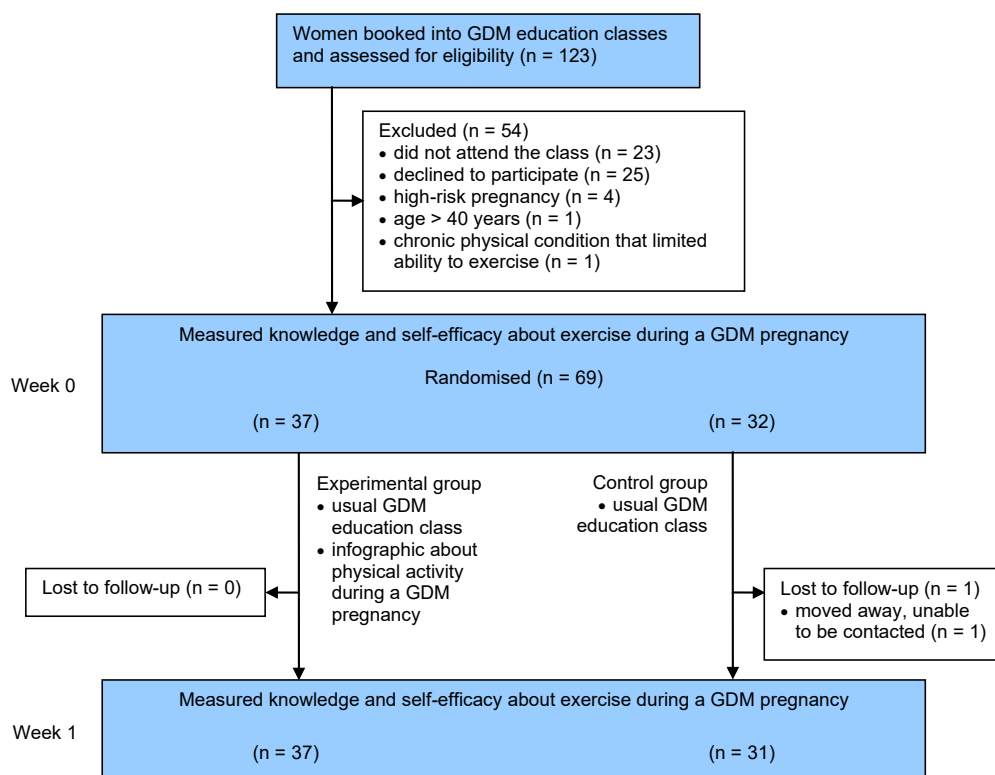 Women booked into GDM education classes
and assessed for eligibility (n = 123)
Excluded (n = 54)
• did not attend the class (n = 23)
• declined to participate (n = 25)
• high-risk pregnancy (n = 4)
• age > 40 years (n = 1)
• chronic physical condition that limited
ability to exercise (n = 1)
Measured knowledge and self-efficacy about exercise during a GDM pregnancy
Week 0
Randomised (n = 69)
(n = 37)
(n = 32)
Experimental group
• usual GDM
education class
• infographic about
physical activity
during a GDM
pregnancy
Control group
• usual GDM
education class
Lost to follow-up (n = 0)
Lost to follow-up (n = 1)
• moved away, unable
to be contacted (n = 1)
Measured knowledge and self-efficacy about exercise during a GDM pregnancy
Week 1
(n = 37)
(n = 31)